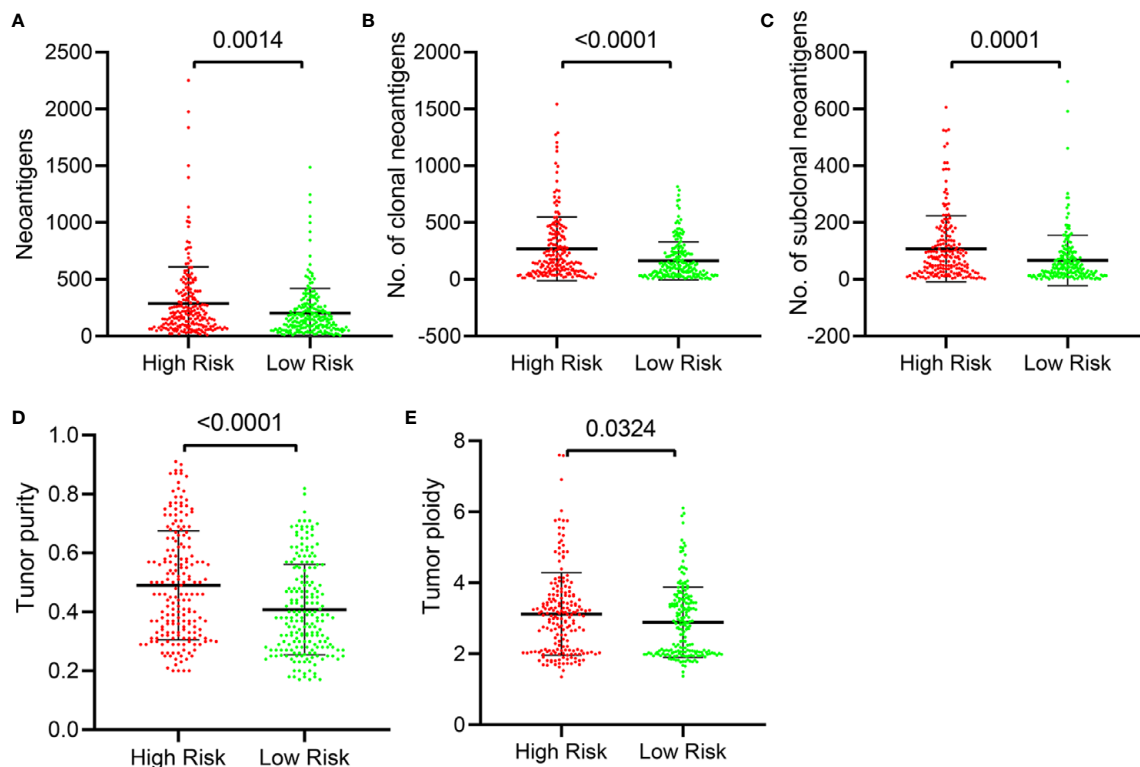 A
0.0014
2500
2000
1500
1000
500
0
Neoantigens
High Risk
Low Risk
B
<0.0001
2000
1500
1000
500
0
-500
No. of clonal neoantigens
High Risk
Low Risk
C
0.0001
800
600
400
200
0
-200
No. of subclonal neoantigens
High Risk
Low Risk
D
<0.0001
1.0
0.8
0.6
0.4
0.2
0.0
Tunor purity
High Risk
Low Risk
E
0.0324
8
6
4
2
0
Tumor ploidy
High Risk
Low Risk